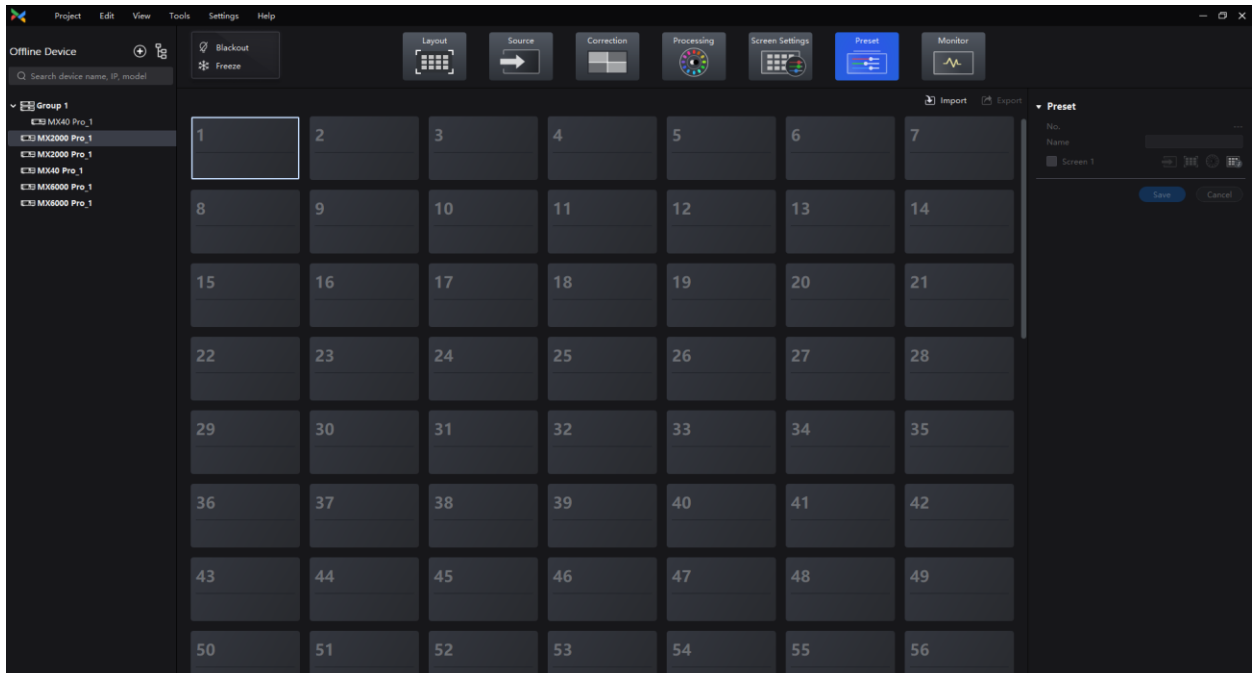 Project Edit View Tools Settings Help
Offline Device
Search device name, IP, model
Group 1
MX40 Pro_1
MX2000 Pro_1
MX2000 Pro_1
MX40 Pro_1
MX6000 Pro_1
MX6000 Pro_1
Blackout
Freeze
Layout Source Correction Processing Screen Settings Preset Monitor
Import Export
1 2 3 4 5 6 7
8 9 10 11 12 13 14
15 16 17 18 19 20 21
22 23 24 25 26 27 28
29 30 31 32 33 34 35
36 37 38 39 40 41 42
43 44 45 46 47 48 49
50 51 52 53 54 55 56
Preset
No. ---
Name
Screen 1
Save Cancel